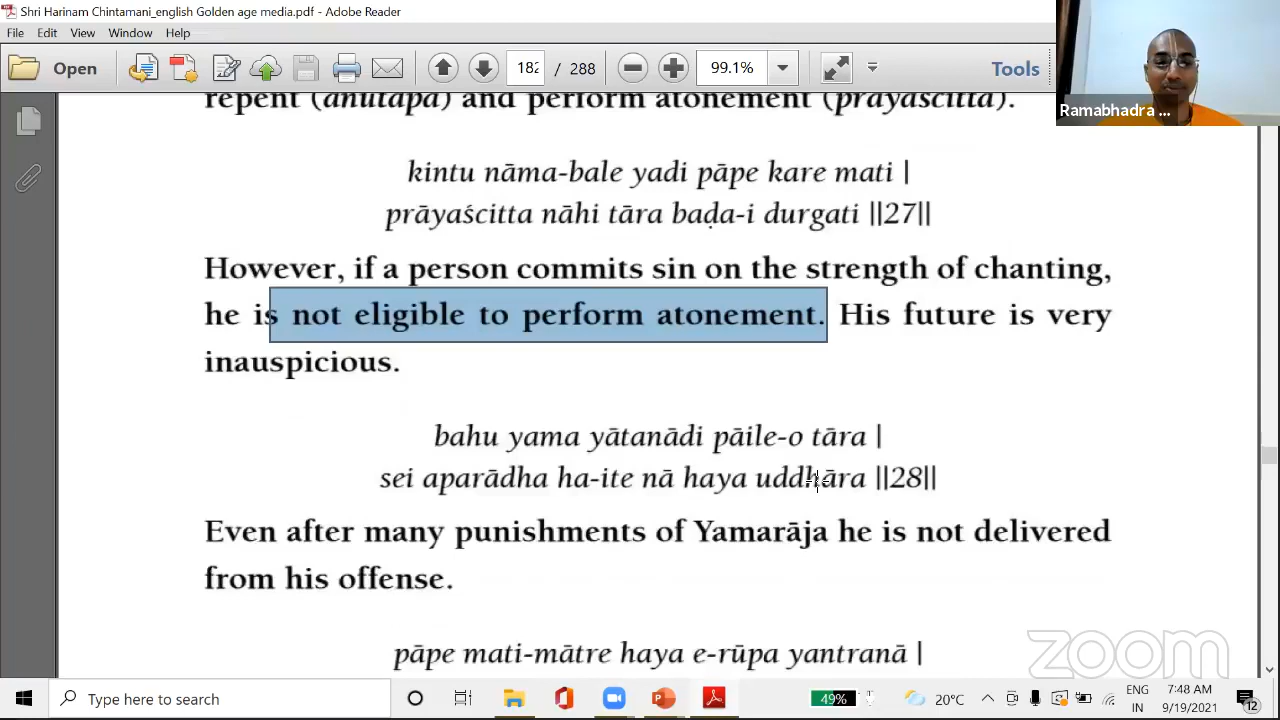 Shri Harinam Chintamani_english Golden age media.pdf - Adobe Reader
File Edit View Window Help
Open 182 / 288 99.1% Tools
Ramabhadra ...
repent (anutāpa) and perform atonement (prāyaścitta).
kintu nāma-bale yadi pāpe kare mati |
prāyaścitta nāhi tāra baḍa-i durgati ||27||
However, if a person commits sin on the strength of chanting,
he is not eligible to perform atonement. His future is very
inauspicious.
bahu yama yātanādi pāile-o tāra |
sei aparādha ha-ite nā haya uddhāra ||28||
Even after many punishments of Yamarāja he is not delivered
from his offense.
pāpe mati-mātre haya e-rūpa yantranā |
zoom
Type here to search
49%
20°C
ENG
IN
7:48 AM
9/19/2021
12